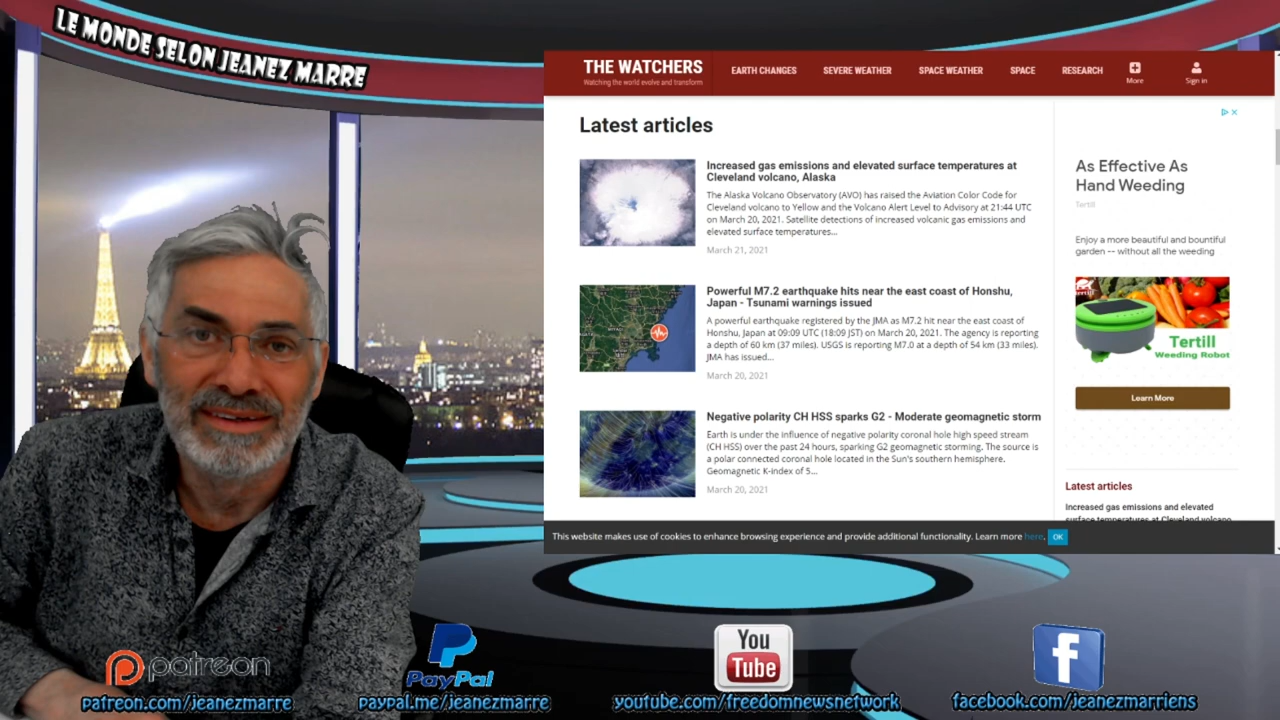 LE MONDE SELON JEANEZ MARRE
THE WATCHERS
Watching the world evolve and transform
EARTH CHANGES
SEVERE WEATHER
SPACE WEATHER
SPACE
RESEARCH
More
Sign in
Latest articles
Increased gas emissions and elevated surface temperatures at
Cleveland volcano, Alaska
The Alaska Volcano Observatory (AVO) has raised the Aviation Color Code for
Cleveland volcano to Yellow and the Volcano Alert Level to Advisory at 21:44 UTC
on March 20, 2021. Satellite detections of increased volcanic gas emissions and
elevated surface temperatures...
March 21, 2021
Powerful M7.2 earthquake hits near the east coast of Honshu,
Japan - Tsunami warnings issued
A powerful earthquake registered by the JMA as M7.2 hit near the east coast of
Honshu, Japan at 09:09 UTC (18:09 JST) on March 20, 2021. The agency is reporting
a depth of 60 km (37 miles). USGS is reporting M7.0 at a depth of 54 km (33 miles).
JMA has issued...
March 20, 2021
Negative polarity CH HSS sparks G2 - Moderate geomagnetic storm
Earth is under the influence of negative polarity coronal hole high speed stream
(CH HSS) over the past 24 hours, sparking G2 geomagnetic storming. The source is
a polar connected coronal hole located in the Sun's southern hemisphere.
Geomagnetic K-index of 5...
March 20, 2021
As Effective As
Hand Weeding
Tertill
Enjoy a more beautiful and bountiful
garden -- without all the weeding
tertill
Tertill
Weeding Robot
Learn More
Latest articles
Increased gas emissions and elevated
surface temperatures at Cleveland volcano
This website makes use of cookies to enhance browsing experience and provide additional functionality. Learn more here.
OK
patreon
patreon.com/jeanezmarre
PayPal
paypal.me/jeanezmarre
You
Tube
youtube.com/freedomnewsnetwork
f
facebook.com/jeanezmarriens